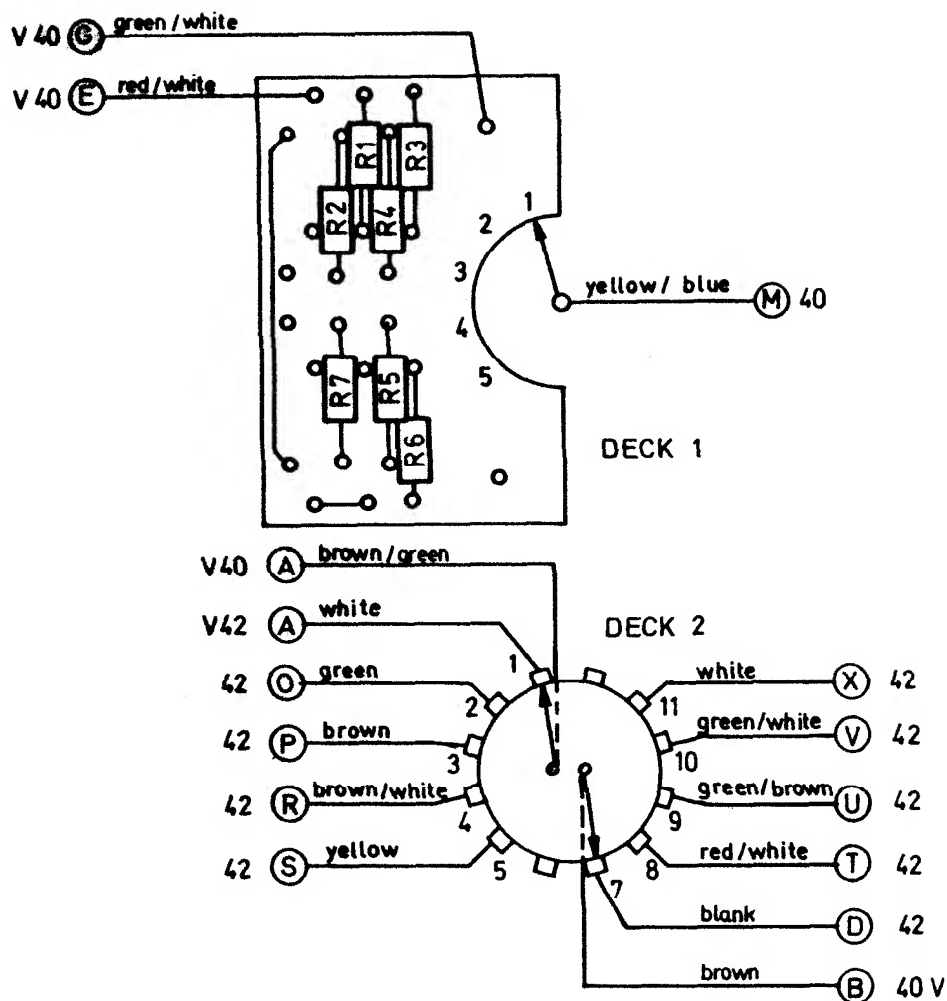 V 40 G green/white
V 40 E red/white
R1 R3
R2 R4
1
2
3
4
5
yellow/ blue M 40
R7 R5
R6
DECK 1
V40 A brown/green
V42 A white
DECK 2
1
42 O green 2
42 P brown 3
42 R brown/white 4
42 S yellow 5
11 white X 42
10 green/white V 42
9 green/brown U 42
8 red/white T 42
7 blank D 42
brown B 40 V